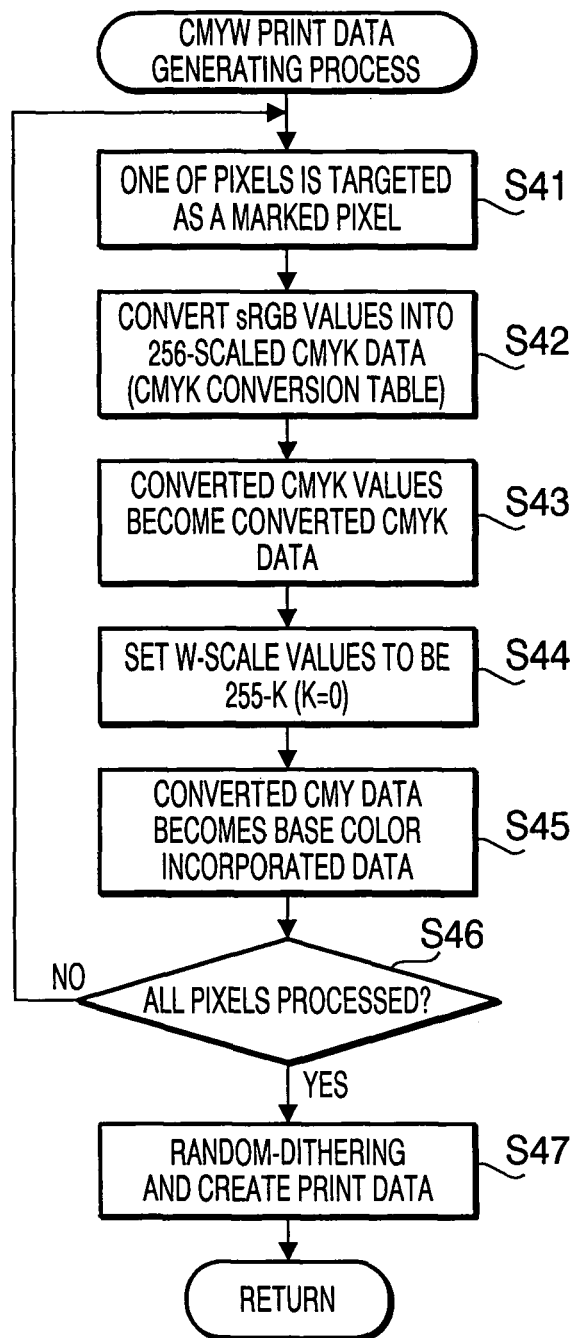 CMYW PRINT DATA
GENERATING PROCESS
ONE OF PIXELS IS TARGETED
AS A MARKED PIXEL
S41
CONVERT sRGB VALUES INTO
256-SCALED CMYK DATA
(CMYK CONVERSION TABLE)
S42
CONVERTED CMYK VALUES
BECOME CONVERTED CMYK
DATA
S43
SET W-SCALE VALUES TO BE
255-K (K=0)
S44
CONVERTED CMY DATA
BECOMES BASE COLOR
INCORPORATED DATA
S45
S46
NO
ALL PIXELS PROCESSED?
YES
RANDOM-DITHERING
AND CREATE PRINT DATA
S47
RETURN